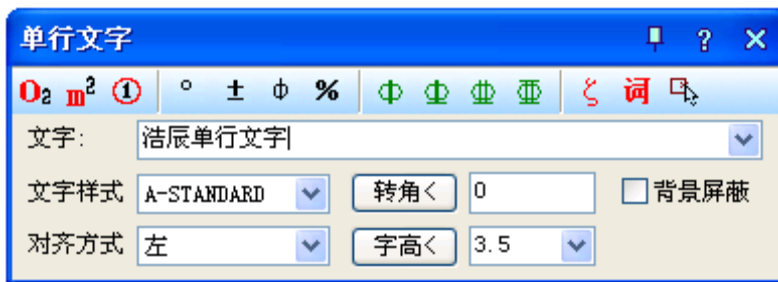 单行文字 ?
O₂ m² ① ° ± ф % ζ 词
文字: 浩辰单行文字
文字样式 A-STANDARD 转角< 0 背景屏蔽
对齐方式 左 字高< 3.5